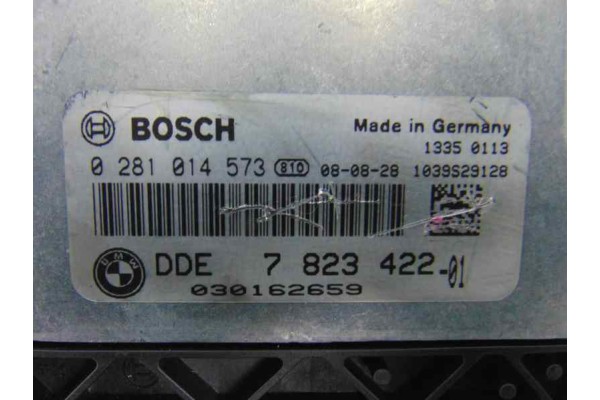 BOSCH Made in Germany
1335 0113
0 281 014 573 810 08-08-28 1039S29128
BMW DDE 7 823 422-01
030162659